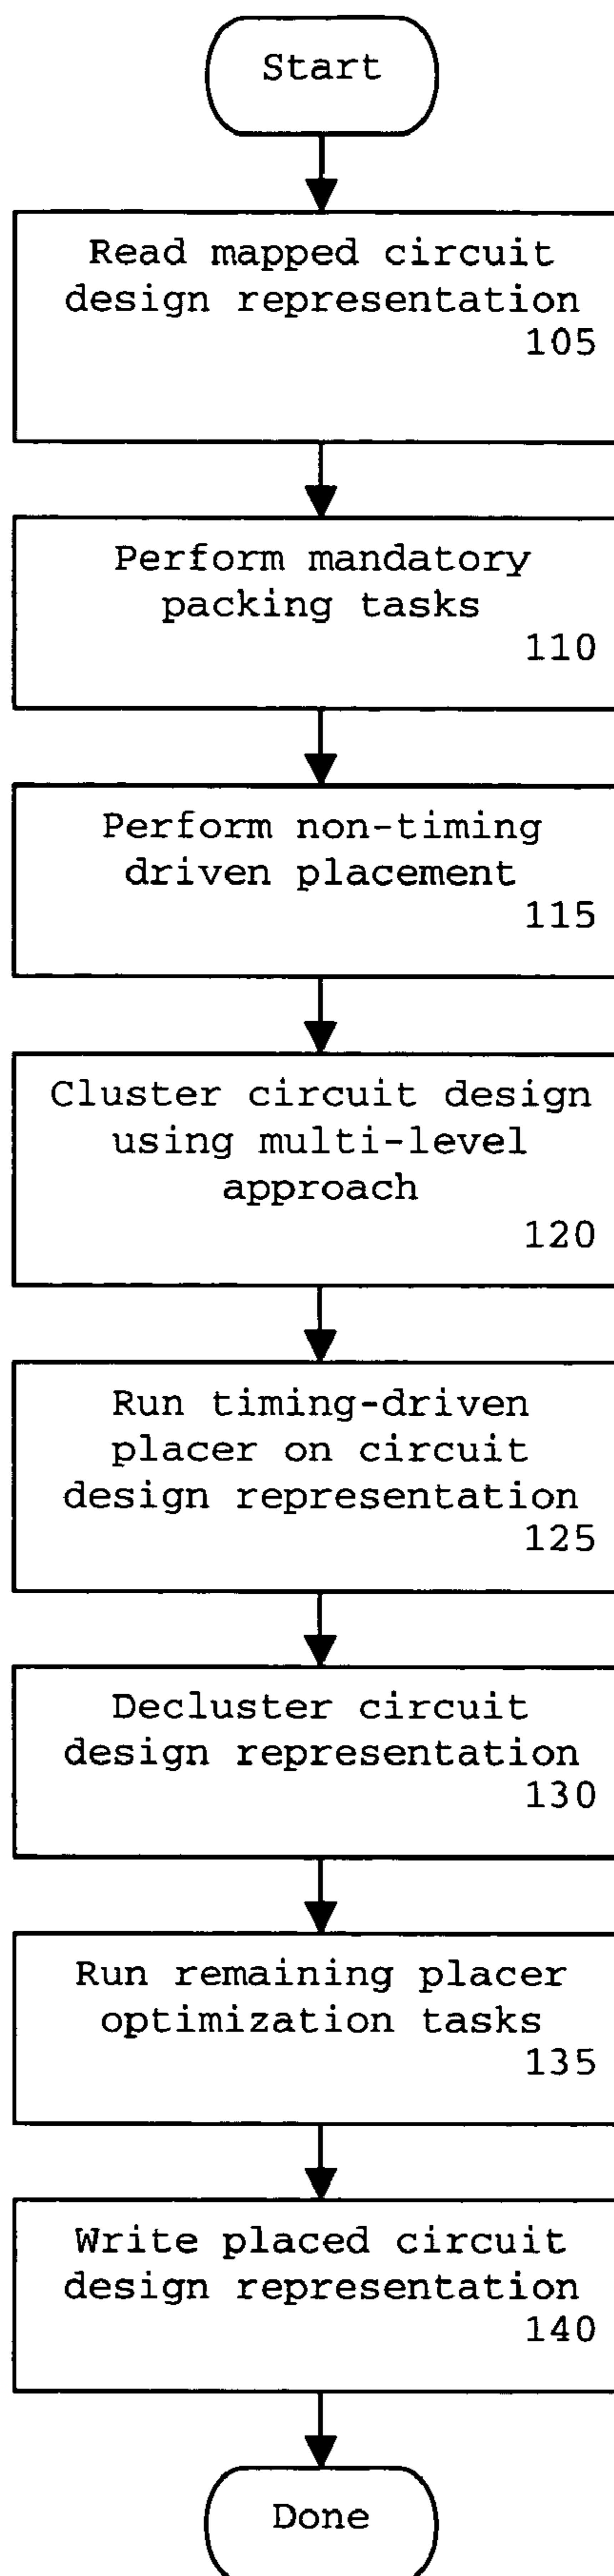 Start
Read mapped circuit
design representation
105
Perform mandatory
packing tasks
110
Perform non-timing
driven placement
115
Cluster circuit design
using multi-level
approach
120
Run timing-driven
placer on circuit
design representation
125
Decluster circuit
design representation
130
Run remaining placer
optimization tasks
135
Write placed circuit
design representation
140
Done